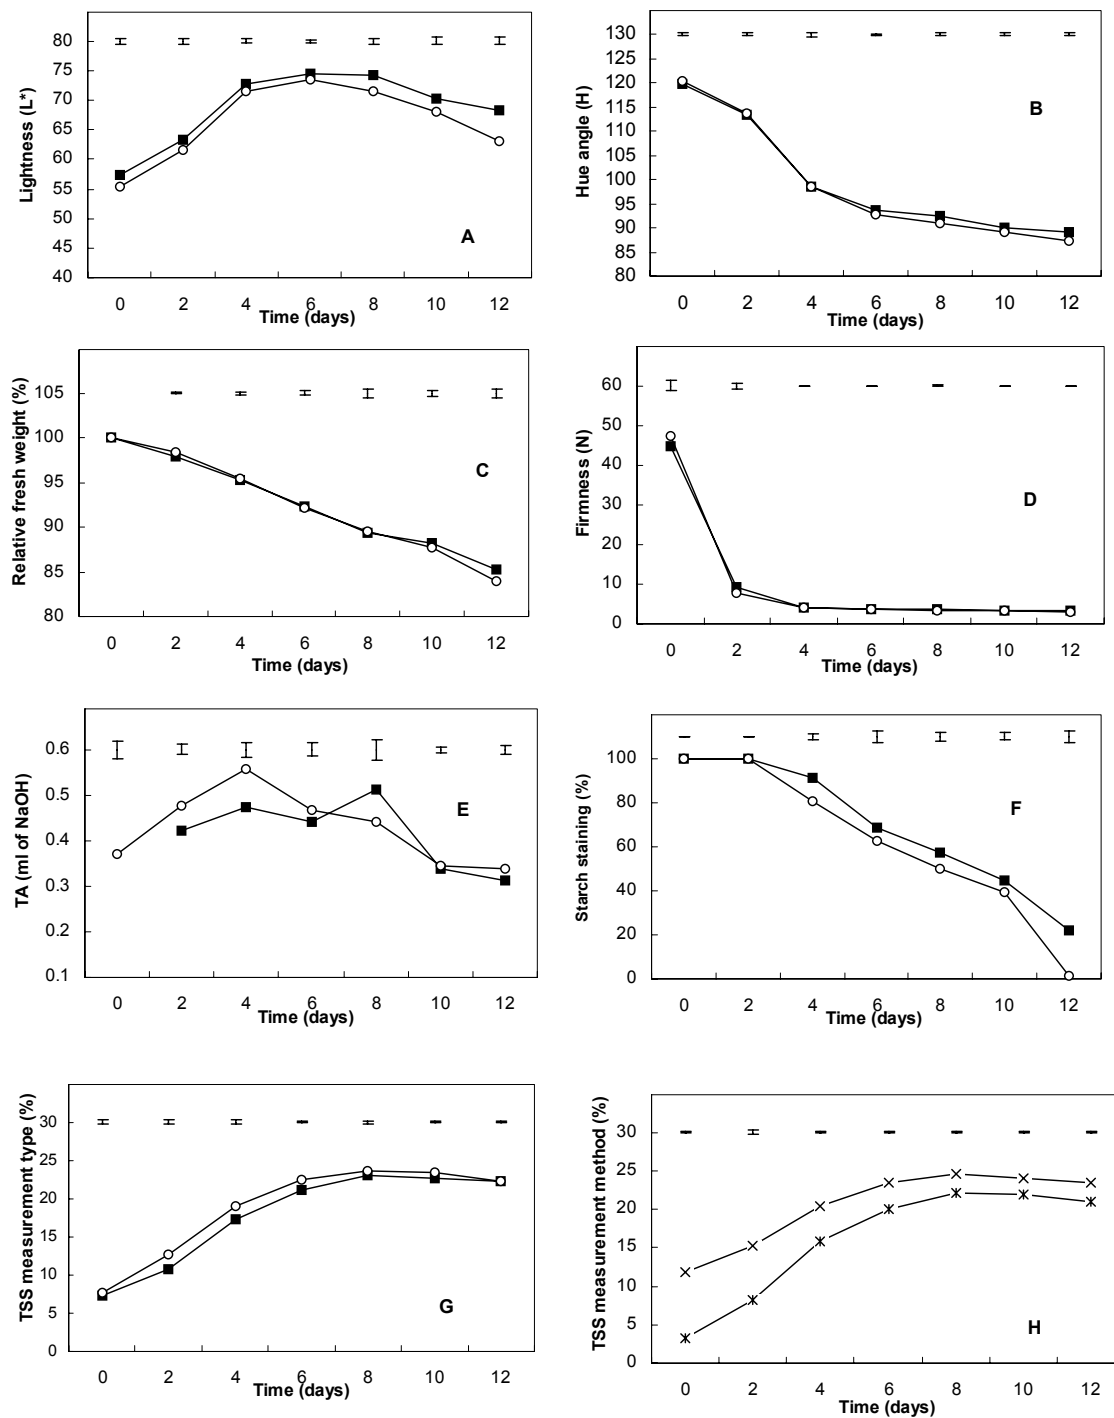 Lightness (L*)
80
75
70
65
60
55
50
45
40
A
0 2 4 6 8 10 12
Time (days)
Hue angle (H)
130
125
120
115
110
105
100
95
90
85
80
B
0 2 4 6 8 10 12
Time (days)
Relative fresh weight (%)
105
100
95
90
85
80
C
0 2 4 6 8 10 12
Time (days)
Firmness (N)
60
50
40
30
20
10
0
D
0 2 4 6 8 10 12
Time (days)
TA (ml of NaOH)
0.6
0.5
0.4
0.3
0.2
0.1
E
0 2 4 6 8 10 12
Time (days)
Starch staining (%)
100
80
60
40
20
0
F
0 2 4 6 8 10 12
Time (days)
TSS measurement type (%)
30
25
20
15
10
5
0
G
0 2 4 6 8 10 12
Time (days)
TSS measurement method (%)
30
25
20
15
10
5
0
H
0 2 4 6 8 10 12
Time (days)